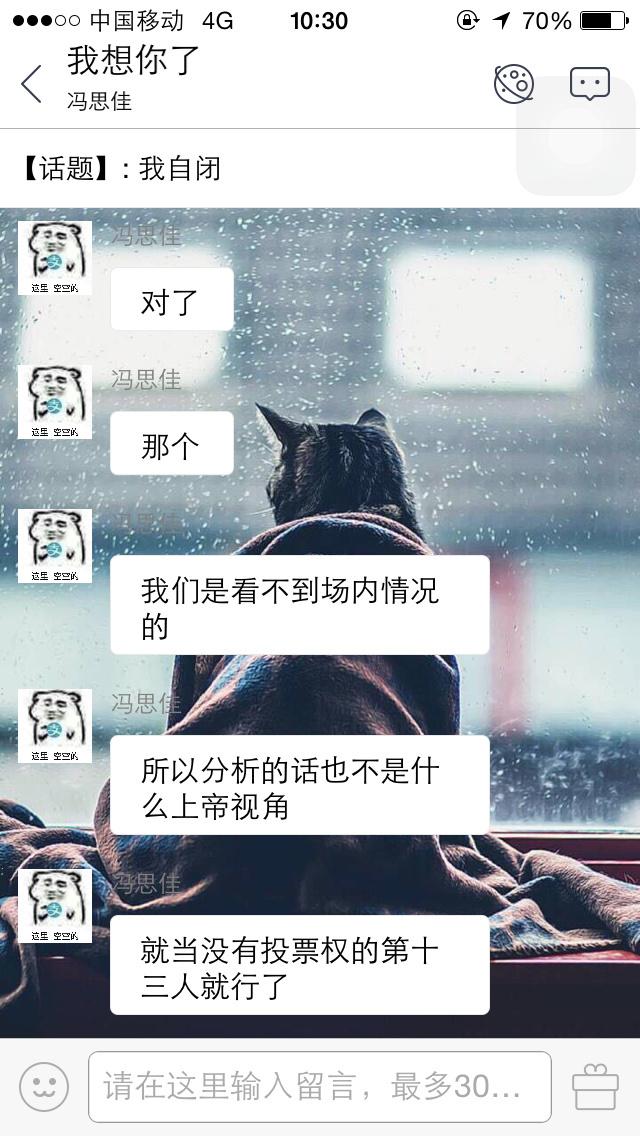 中国移动 4G 10:30 70%
我想你了
冯思佳
【话题】：我自闭
冯思佳
对了
这里 空空的
冯思佳
那个
这里 空空的
冯思佳
我们是看不到场内情况
的
这里 空空的
冯思佳
所以分析的话也不是什
么上帝视角
这里 空空的
冯思佳
就当没有投票权的第十
三人就行了
这里 空空的
请在这里输入留言，最多30...